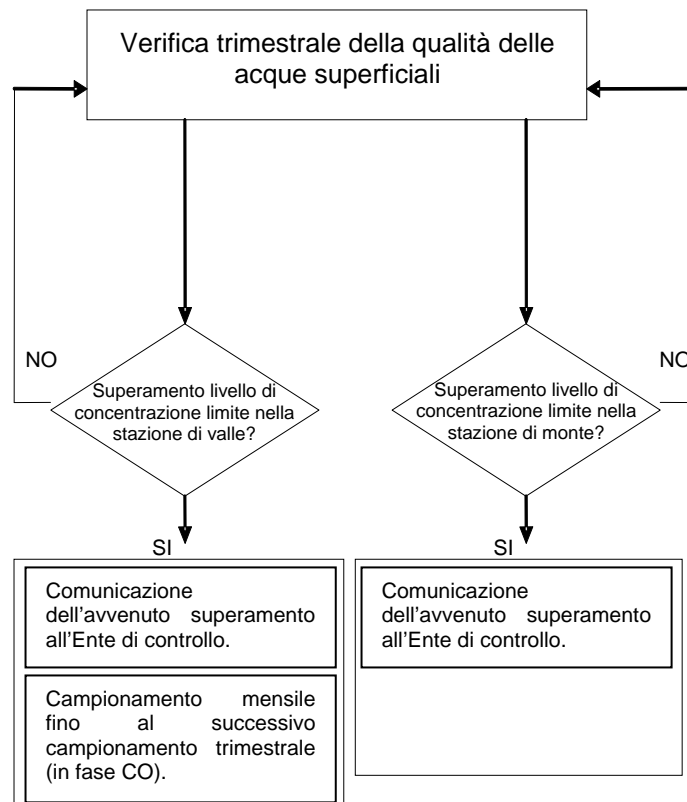 Verifica trimestrale della qualità delle
acque superficiali
NO
Superamento livello di
concentrazione limite nella
stazione di valle?
Superamento livello di
concentrazione limite nella
stazione di monte?
NO
SI
SI
Comunicazione
dell'avvenuto superamento
all'Ente di controllo.
Campionamento mensile
fino al successivo
campionamento trimestrale
(in fase CO).
Comunicazione
dell'avvenuto superamento
all'Ente di controllo.